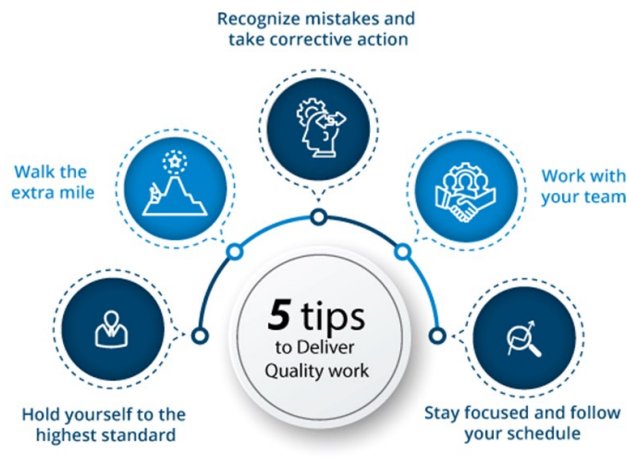 Recognize mistakes and
take corrective action
Walk the
extra mile
Work with
your team
5 tips
to Deliver
Quality work
Hold yourself to the
highest standard
Stay focused and follow
your schedule